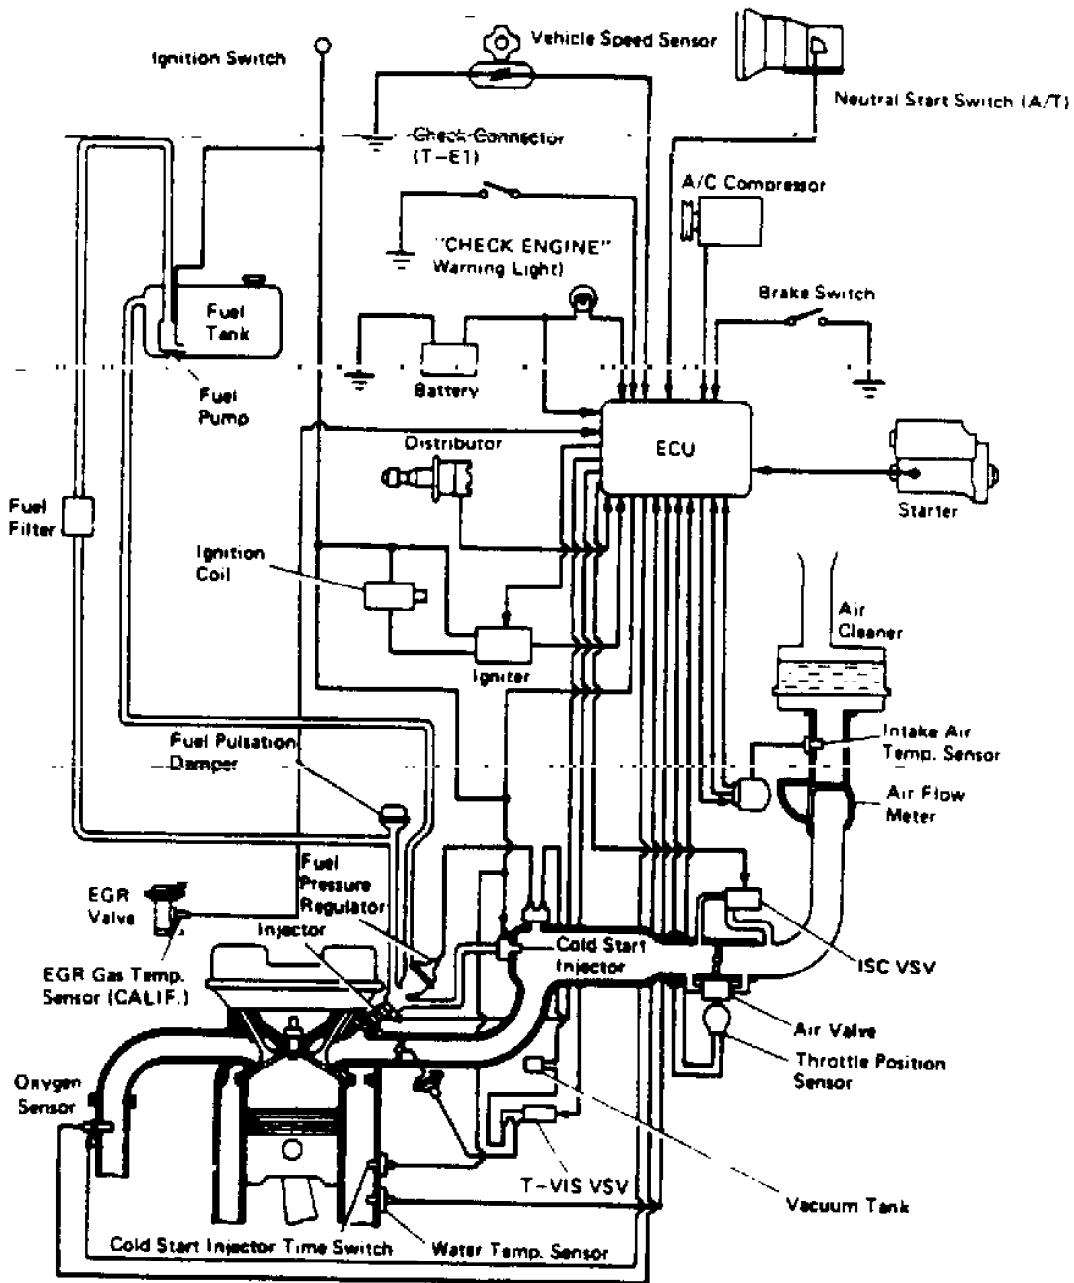 Ignition Switch
Vehicle Speed Sensor
Neutral Start Switch (A/T)
Check Connector
(T-E1)
A/C Compressor
"CHECK ENGINE"
Warning Light)
Brake Switch
Fuel
Tank
Battery
Fuel
Pump
ECU
Distributor
Fuel
Filter
Starter
Ignition
Coil
Air
Cleaner
Igniter
Intake Air
Temp. Sensor
Fuel Pulsation
Damper
Air Flow
Meter
Fuel
Pressure
Regulator
EGR
Valve
Injector
Cold Start
Injector
ISC VSV
EGR Gas Temp.
Sensor (CALIF.)
Air Valve
Throttle Position
Sensor
Oxygen
Sensor
T-VIS VSV
Vacuum Tank
Cold Start Injector Time Switch
Water Temp. Sensor